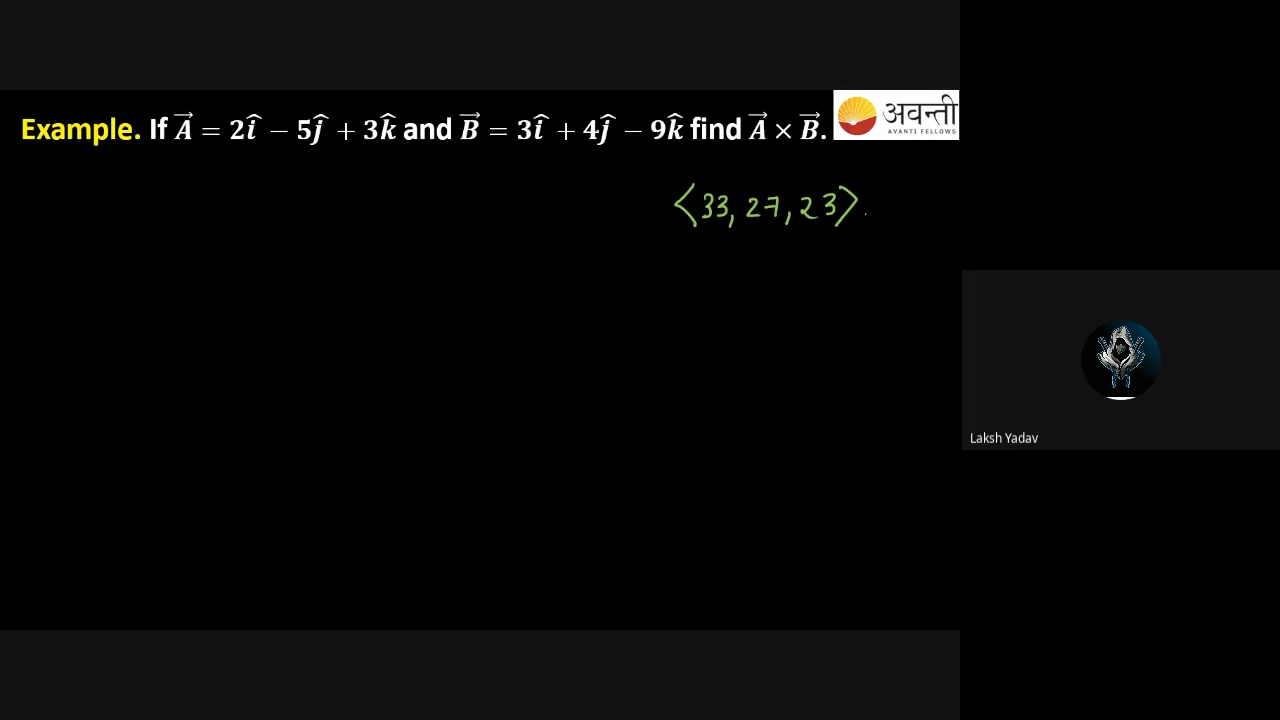 Example. If A⃗ = 2î − 5ĵ + 3k̂ and B⃗ = 3î + 4ĵ − 9k̂ find A⃗ × B⃗.
अवन्ती
AVANTI FELLOWS
⟨33, 27, 23⟩.
Laksh Yadav